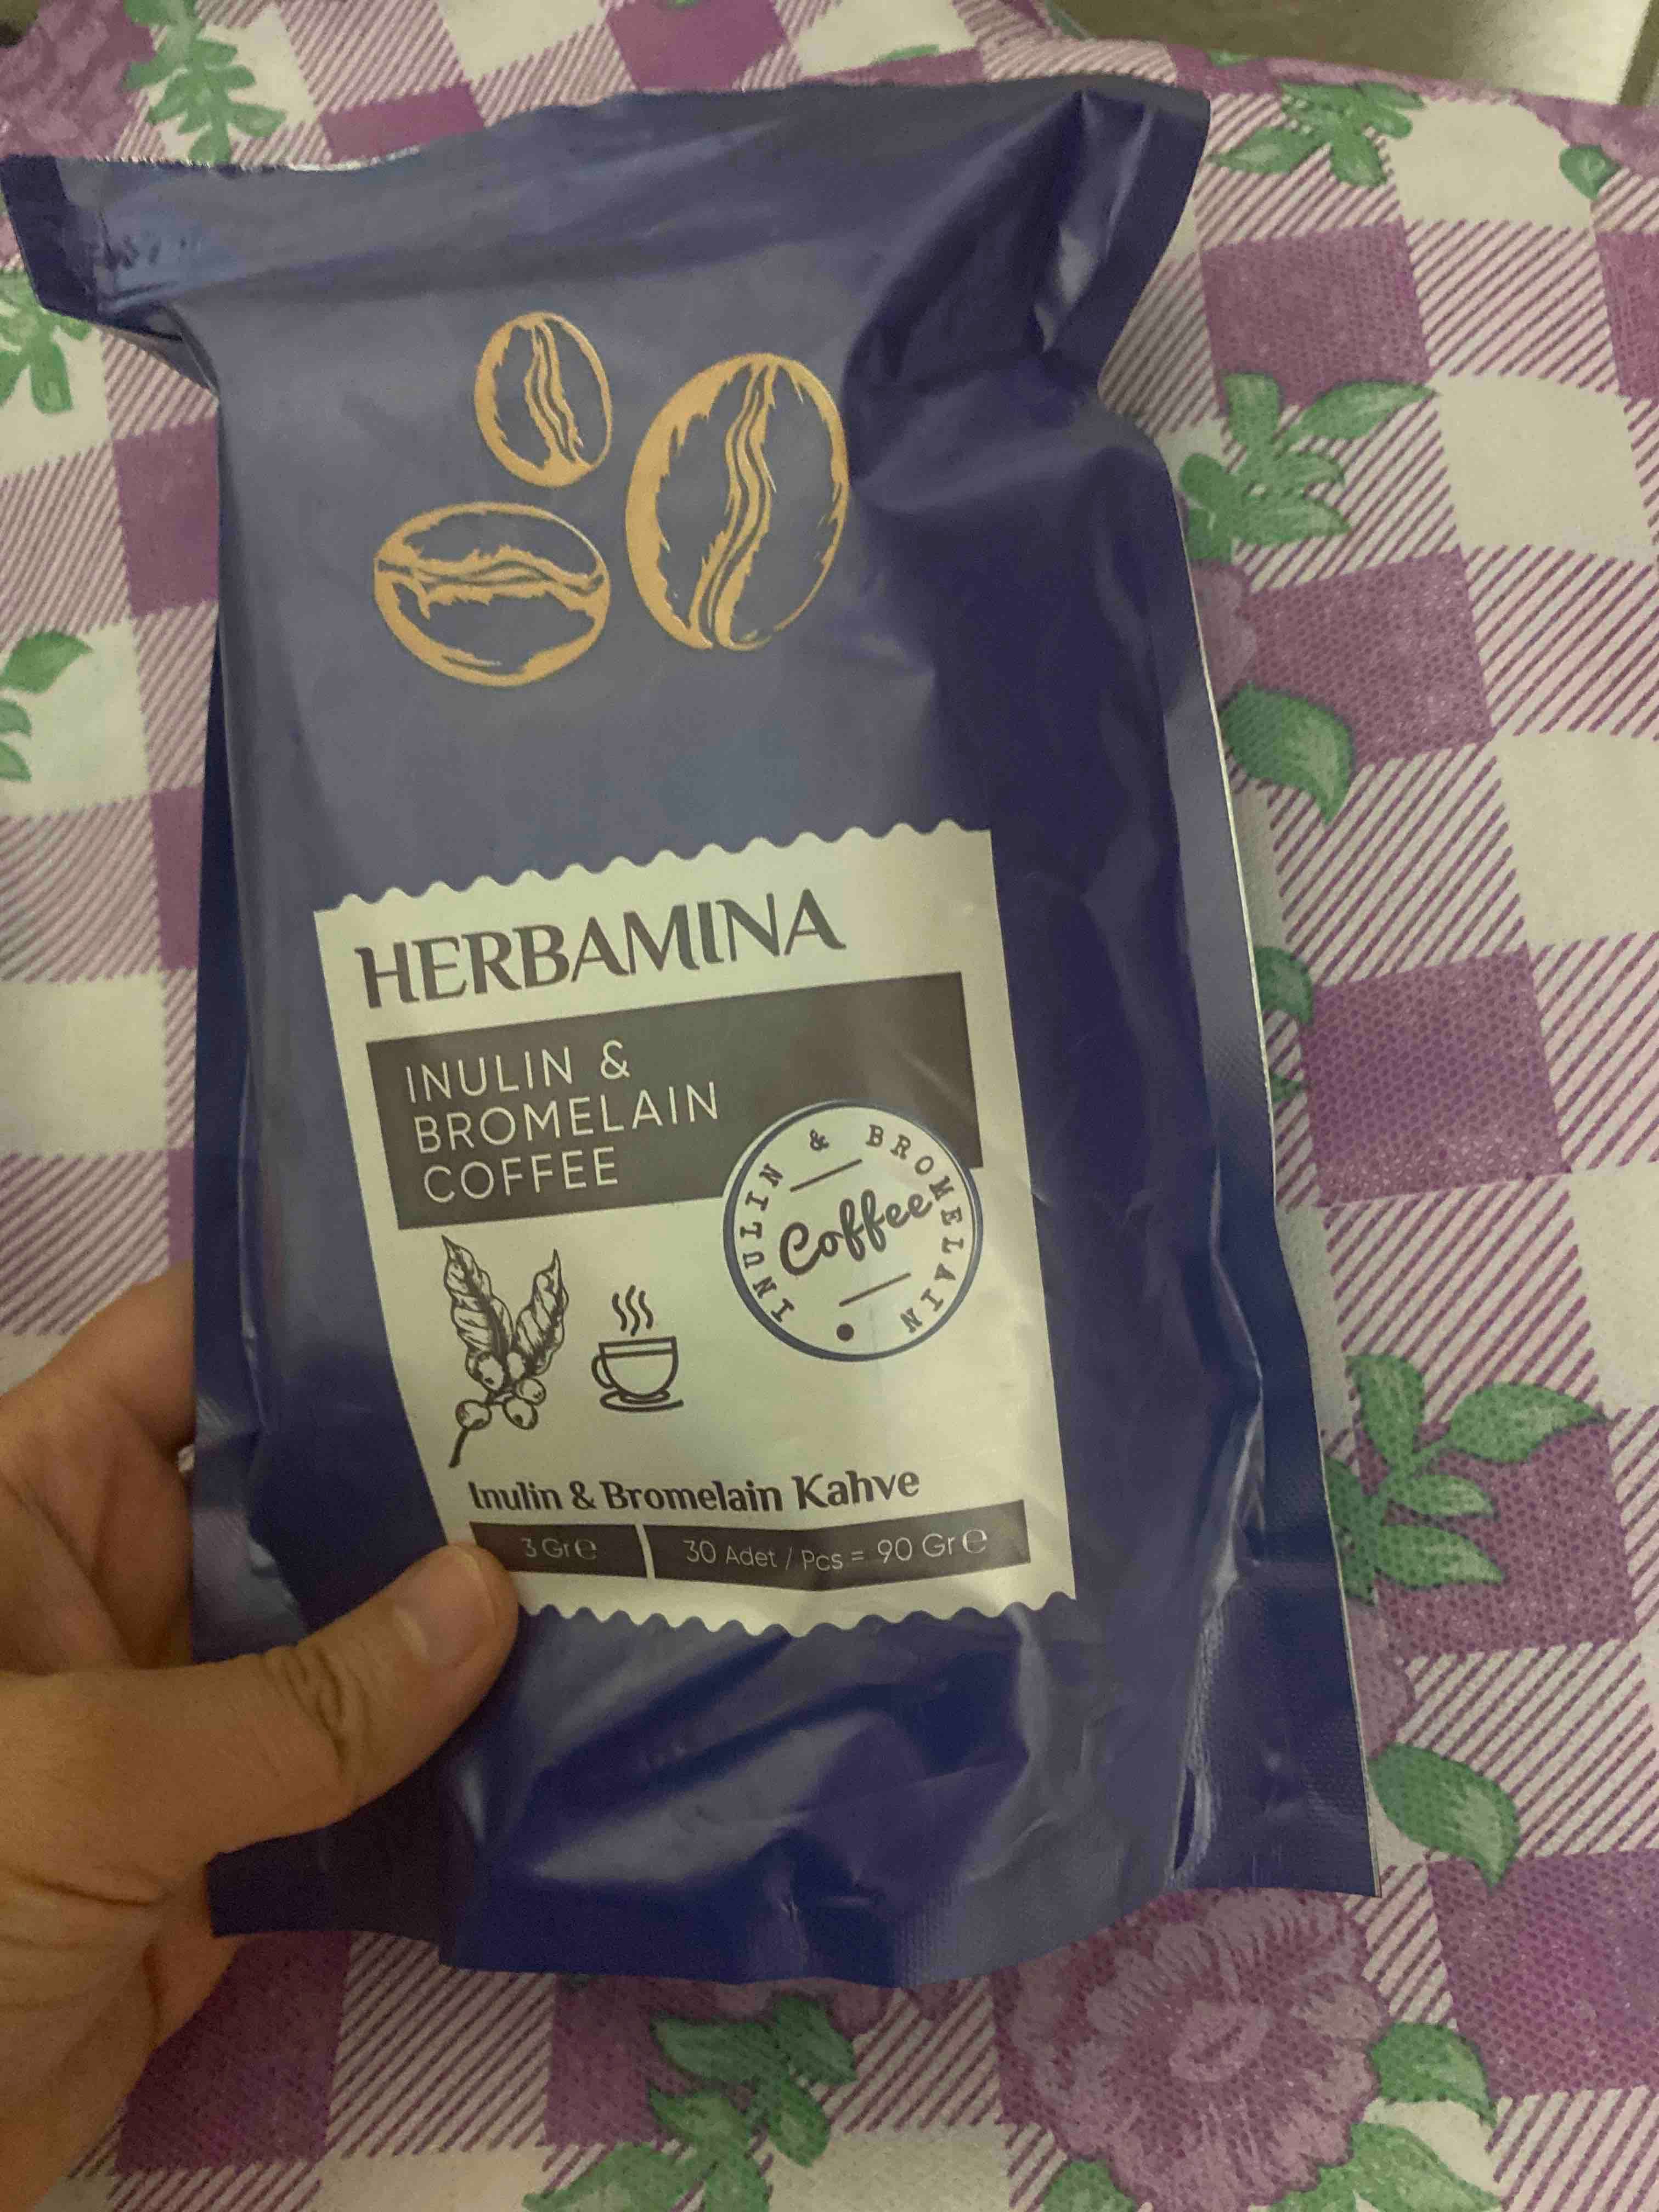 HERBAMINA
INULIN &
BROMELAIN
COFFEE
INULIN & BROMELAIN
Coffee
Inulin & Bromelain Kahve
3 Gr ℮
30 Adet / Pcs = 90 Gr ℮